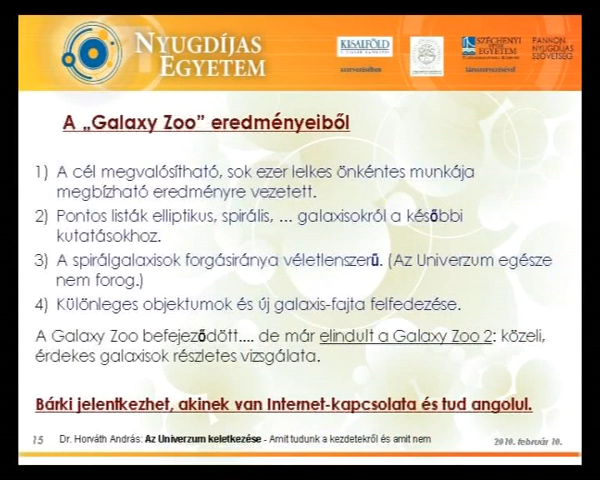 NYUGDÍJAS
EGYETEM
KISALFÖLD
szervezésében
SZÉCHENYI
EGYETEM
társszervezésével
PANNON
NYUGDÍJAS
SZÖVETSÉG
A „Galaxy Zoo” eredményeiből
1) A cél megvalósítható, sok ezer lelkes önkéntes munkája
megbízható eredményre vezetett.
2) Pontos listák elliptikus, spirális, ... galaxisokról a későbbi
kutatásokhoz.
3) A spirálgalaxisok forgásiránya véletlenszerű. (Az Univerzum egésze
nem forog.)
4) Különleges objektumok és új galaxis-fajta felfedezése.
A Galaxy Zoo befejeződött.... de már elindult a Galaxy Zoo 2: közeli,
érdekes galaxisok részletes vizsgálata.
Bárki jelentkezhet, akinek van Internet-kapcsolata és tud angolul.
15 Dr. Horváth András: Az Univerzum keletkezése - Amit tudunk a kezdetekről és amit nem 2010. február 10.